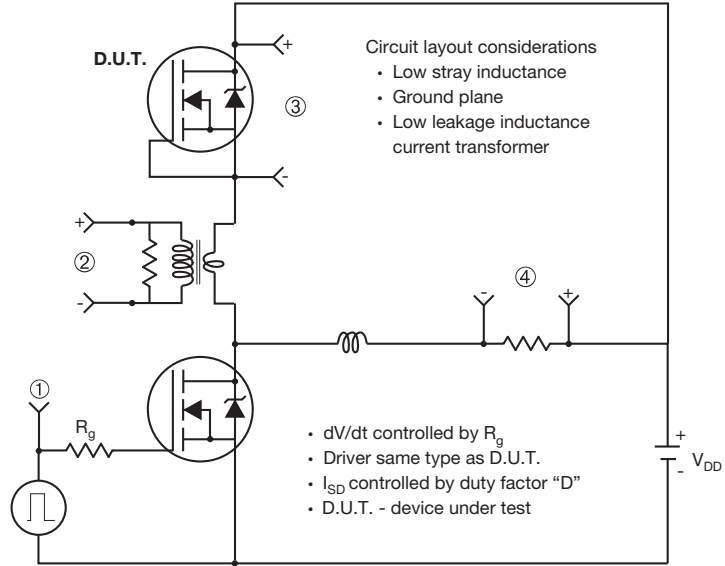 D.U.T.
+
-
③
Circuit layout considerations
• Low stray inductance
• Ground plane
• Low leakage inductance
current transformer
+
②
-
④
-
+
①
R_g
• dV/dt controlled by R_g
• Driver same type as D.U.T.
• I_SD controlled by duty factor “D”
• D.U.T. - device under test
+
-
V_DD